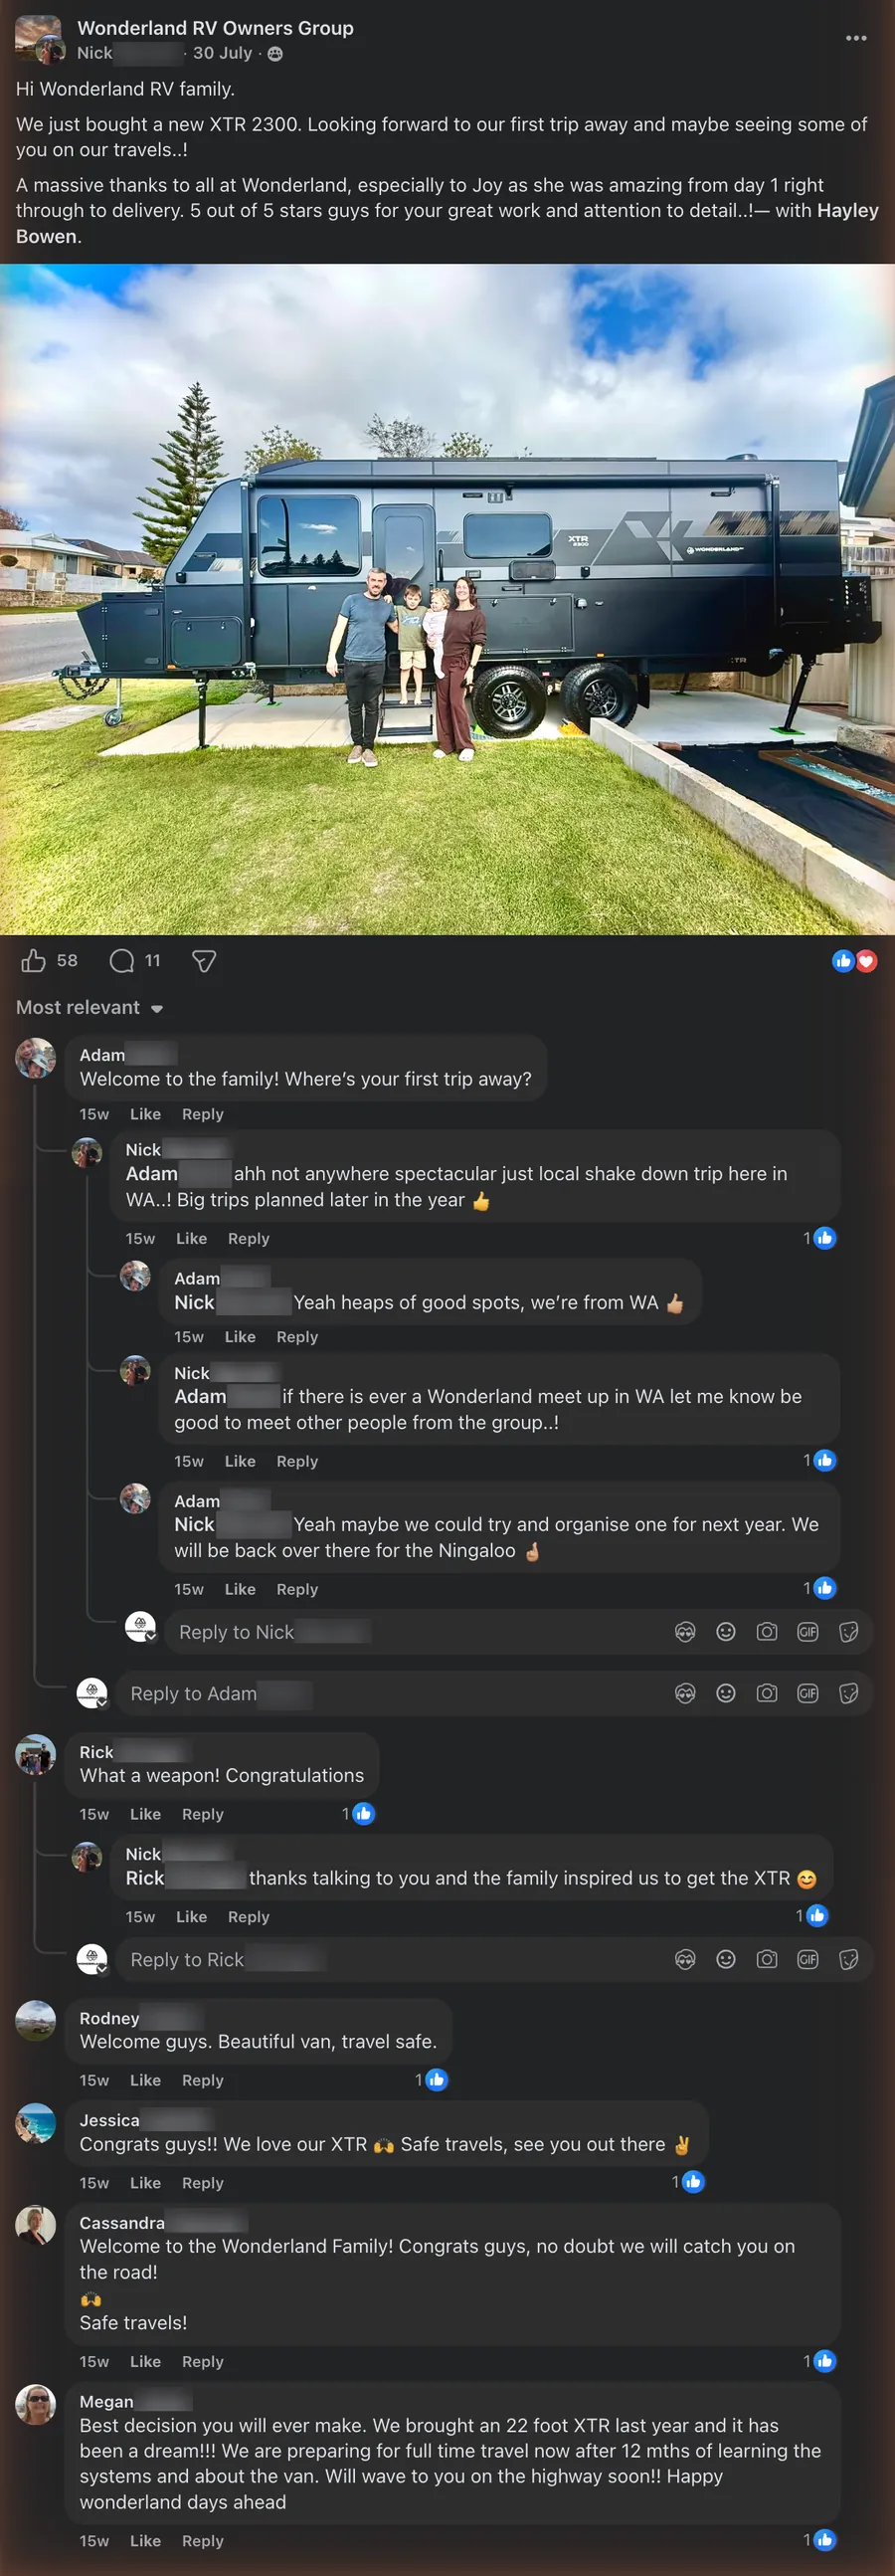 Wonderland RV Owners Group
Nick · 30 July ·
Hi Wonderland RV family.
We just bought a new XTR 2300. Looking forward to our first trip away and maybe seeing some of
you on our travels..!
A massive thanks to all at Wonderland, especially to Joy as she was amazing from day 1 right
through to delivery. 5 out of 5 stars guys for your great work and attention to detail..!— with Hayley
Bowen.
XTR
2300
WONDERLAND
XTR
58 11
Most relevant
Adam
Welcome to the family! Where's your first trip away?
15w Like Reply
Nick
Adam ahh not anywhere spectacular just local shake down trip here in
WA..! Big trips planned later in the year 👍
15w Like Reply 1
Adam
Nick Yeah heaps of good spots, we're from WA 👍🏼
15w Like Reply
Nick
Adam if there is ever a Wonderland meet up in WA let me know be
good to meet other people from the group..!
15w Like Reply 1
Adam
Nick Yeah maybe we could try and organise one for next year. We
will be back over there for the Ningaloo 🤞🏼
15w Like Reply 1
Reply to Nick
GIF
Reply to Adam
GIF
Rick
What a weapon! Congratulations
15w Like Reply 1
Nick
Rick thanks talking to you and the family inspired us to get the XTR 😊
15w Like Reply 1
Reply to Rick
GIF
Rodney
Welcome guys. Beautiful van, travel safe.
15w Like Reply 1
Jessica
Congrats guys!! We love our XTR 🙌 Safe travels, see you out there ✌️
15w Like Reply 1
Cassandra
Welcome to the Wonderland Family! Congrats guys, no doubt we will catch you on
the road!
🙌
Safe travels!
15w Like Reply 1
Megan
Best decision you will ever make. We brought an 22 foot XTR last year and it has
been a dream!!! We are preparing for full time travel now after 12 mths of learning the
systems and about the van. Will wave to you on the highway soon!! Happy
wonderland days ahead
15w Like Reply 1